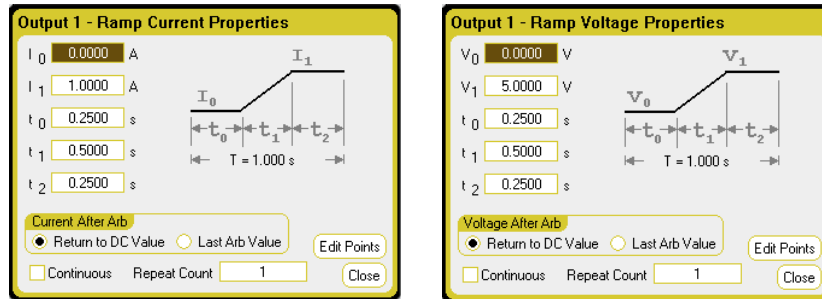 Output 1 - Ramp Current Properties
I 0 0.0000 A
I 1 1.0000 A
t 0 0.2500 s
t 1 0.5000 s
t 2 0.2500 s
I0
I1
t0 t1 t2
T = 1.000 s
Current After Arb
Return to DC Value Last Arb Value
Edit Points
Continuous Repeat Count 1
Close
Output 1 - Ramp Voltage Properties
V0 0.0000 V
V1 5.0000 V
t 0 0.2500 s
t 1 0.5000 s
t 2 0.2500 s
V0
V1
t0 t1 t2
T = 1.000 s
Voltage After Arb
Return to DC Value Last Arb Value
Edit Points
Continuous Repeat Count 1
Close